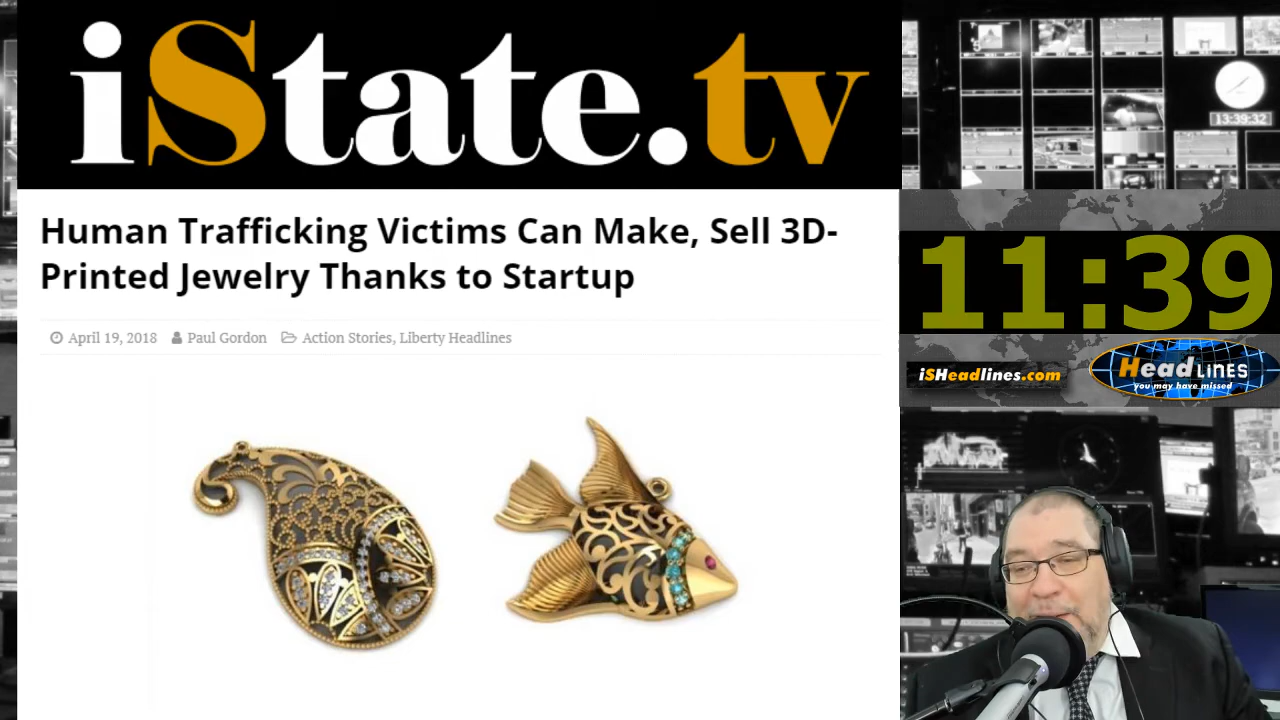 iState.tv
13:39:32
Human Trafficking Victims Can Make, Sell 3D-
Printed Jewelry Thanks to Startup
April 19, 2018 Paul Gordon Action Stories, Liberty Headlines
11:39
iSHeadlines.com
HeadLINES
you may have missed